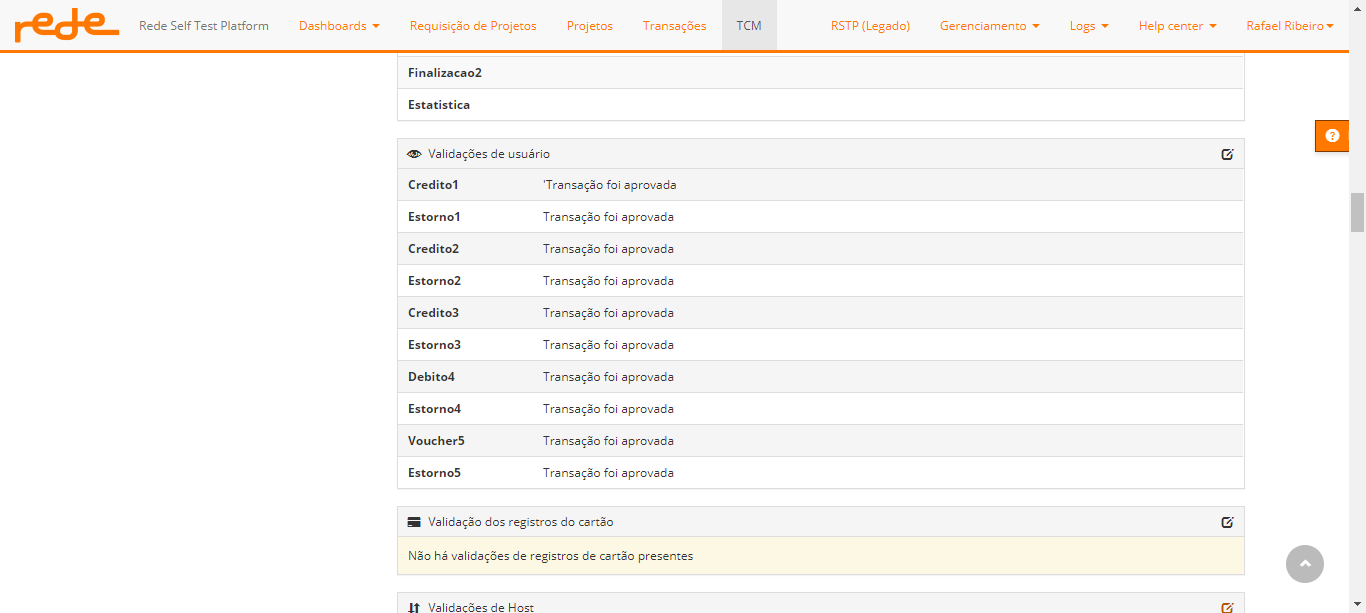 rede Rede Self Test Platform Dashboards Requisição de Projetos Projetos Transações TCM RSTP (Legado) Gerenciamento Logs Help center Rafael Ribeiro
Finalizacao2
Estatistica
Validações de usuário
Credito1 'Transação foi aprovada
Estorno1 Transação foi aprovada
Credito2 Transação foi aprovada
Estorno2 Transação foi aprovada
Credito3 Transação foi aprovada
Estorno3 Transação foi aprovada
Debito4 Transação foi aprovada
Estorno4 Transação foi aprovada
Voucher5 Transação foi aprovada
Estorno5 Transação foi aprovada
Validação dos registros do cartão
Não há validações de registros de cartão presentes
Validações de Host